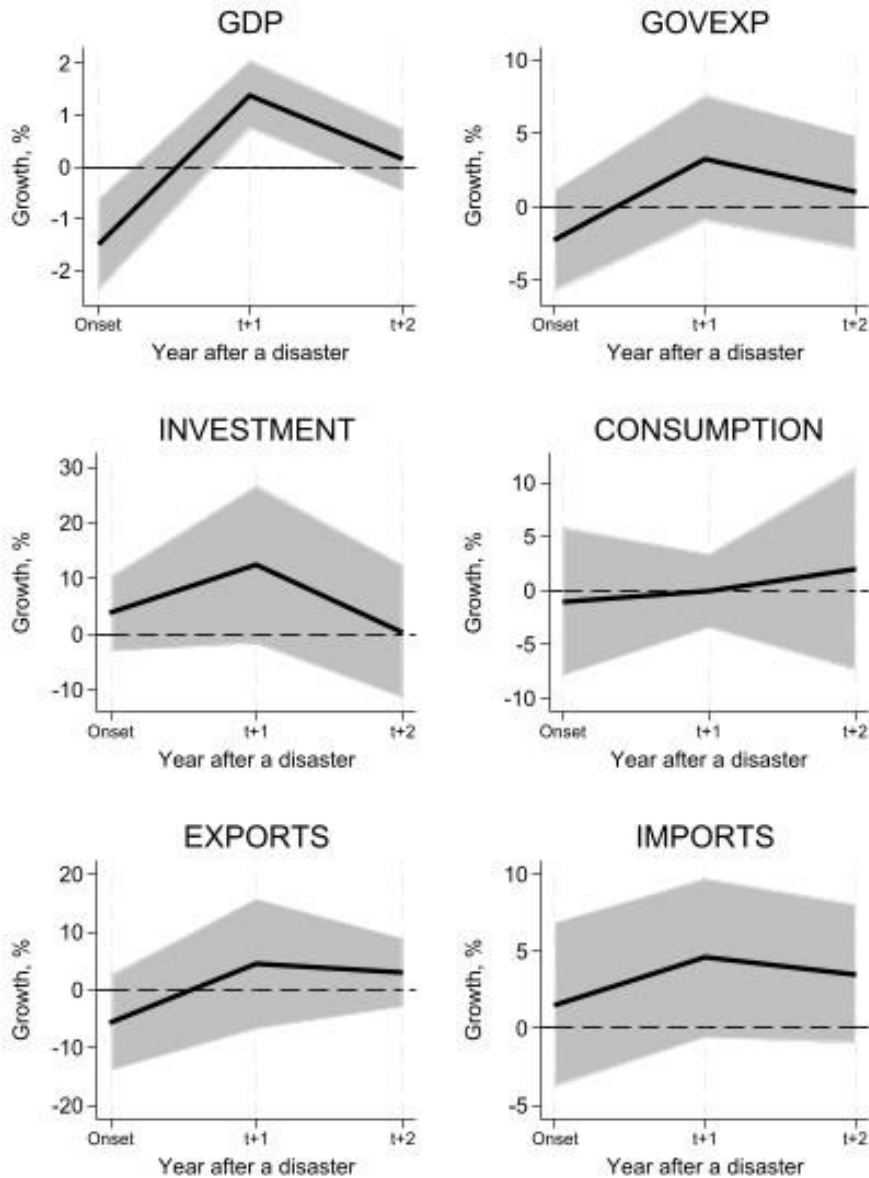 GDP
Growth, %
2
1
0
-1
-2
Onset
t+1
t+2
Year after a disaster
GOVEXP
Growth, %
10
5
0
-5
Onset
t+1
t+2
Year after a disaster
INVESTMENT
Growth, %
30
20
10
0
-10
Onset
t+1
t+2
Year after a disaster
CONSUMPTION
Growth, %
10
5
0
-5
-10
Onset
t+1
t+2
Year after a disaster
EXPORTS
Growth, %
20
10
0
-10
-20
Onset
t+1
t+2
Year after a disaster
IMPORTS
Growth, %
10
5
0
-5
Onset
t+1
t+2
Year after a disaster